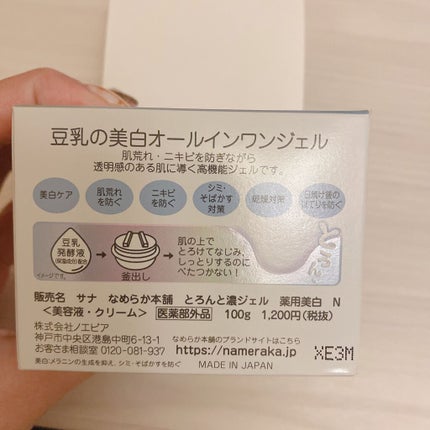 豆乳の美白オールインワンジェル
肌荒れ・ニキビを防ぎながら
透明感のある肌に導く高機能ジェルです。
美白ケア
肌荒れ
を防ぐ
ニキビ
を防ぐ
シミ・
そばかす
対策
乾燥対策
日焼け後の
ほてりを防ぐ
豆乳
発酵液
(保湿成分)配合
釜出し
肌の上で
とろけてなじみ、
しっとりするのに
べたつかない!
販売名 サナ なめらか本舗 とろんと濃ジェル 薬用美白 N
<美容液・クリーム> 医薬部外品 100g 1,200円(税抜)
株式会社ノエビア
神戸市中央区港島中町6-13-1
お客さま相談室 0120-081-937
なめらか本舗のブランドサイトはこちら
https://nameraka.jp
美白:メラニンの生成を抑え、シミ・そばかすを防ぐ
MADE IN JAPAN
XE3M